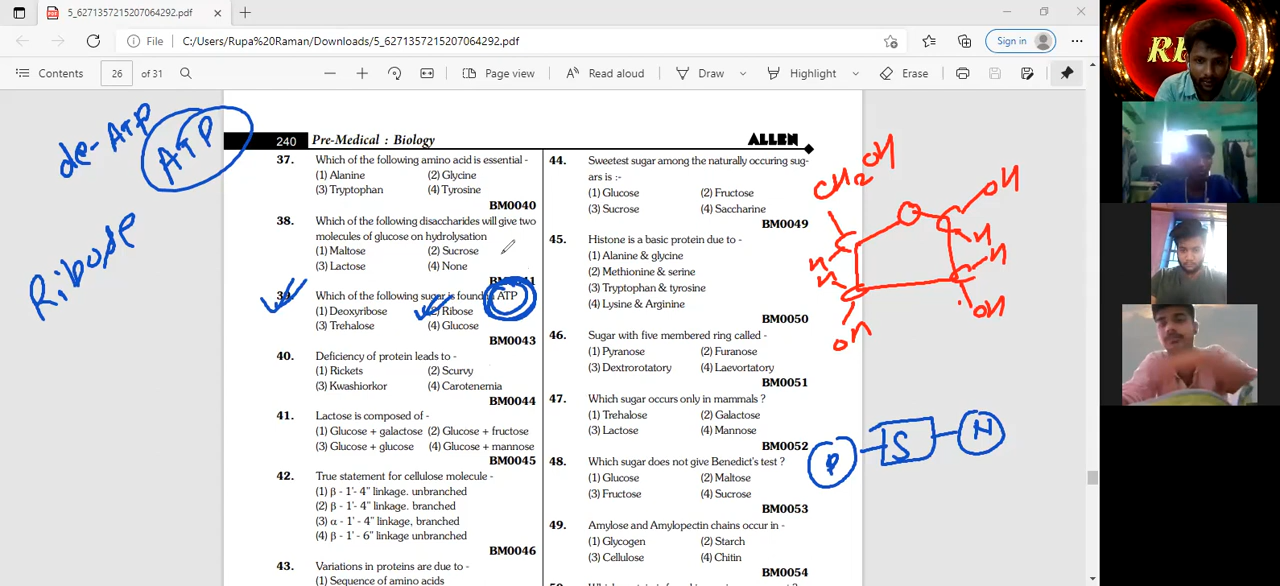 5_6271357215207064292.pdf
File C:/Users/Rupa%20Raman/Downloads/5_6271357215207064292.pdf
Sign in
Contents 26 of 31 Page view Read aloud Draw Highlight Erase
240 Pre-Medical : Biology ALLEN
37. Which of the following amino acid is essential -
(1) Alanine (2) Glycine
(3) Tryptophan (4) Tyrosine
BM0040
38. Which of the following disaccharides will give two
molecules of glucose on hydrolysation
(1) Maltose (2) Sucrose
(3) Lactose (4) None
39. Which of the following sugar is found in ATP
(1) Deoxyribose (2) Ribose
(3) Trehalose (4) Glucose
BM0043
40. Deficiency of protein leads to -
(1) Rickets (2) Scurvy
(3) Kwashiorkor (4) Carotenemia
BM0044
41. Lactose is composed of -
(1) Glucose + galactose (2) Glucose + fructose
(3) Glucose + glucose (4) Glucose + mannose
BM0045
42. True statement for cellulose molecule -
(1) β - 1'- 4" linkage. unbranched
(2) β - 1'- 4" linkage. branched
(3) α - 1' - 4" linkage, branched
(4) β - 1' - 6" linkage unbranched
BM0046
43. Variations in proteins are due to -
(1) Sequence of amino acids
44. Sweetest sugar among the naturally occuring sug-
ars is :-
(1) Glucose (2) Fructose
(3) Sucrose (4) Saccharine
BM0049
45. Histone is a basic protein due to -
(1) Alanine & glycine
(2) Methionine & serine
(3) Tryptophan & tyrosine
(4) Lysine & Arginine
BM0050
46. Sugar with five membered ring called -
(1) Pyranose (2) Furanose
(3) Dextrorotatory (4) Laevortatory
BM0051
47. Which sugar occurs only in mammals ?
(1) Trehalose (2) Galactose
(3) Lactose (4) Mannose
BM0052
48. Which sugar does not give Benedict's test ?
(1) Glucose (2) Maltose
(3) Fructose (4) Sucrose
BM0053
49. Amylose and Amylopectin chains occur in -
(1) Glycogen (2) Starch
(3) Cellulose (4) Chitin
BM0054
de-ATP
ATP
CH2OH
O
OH
H
H
H
H
OH
OH
P S N